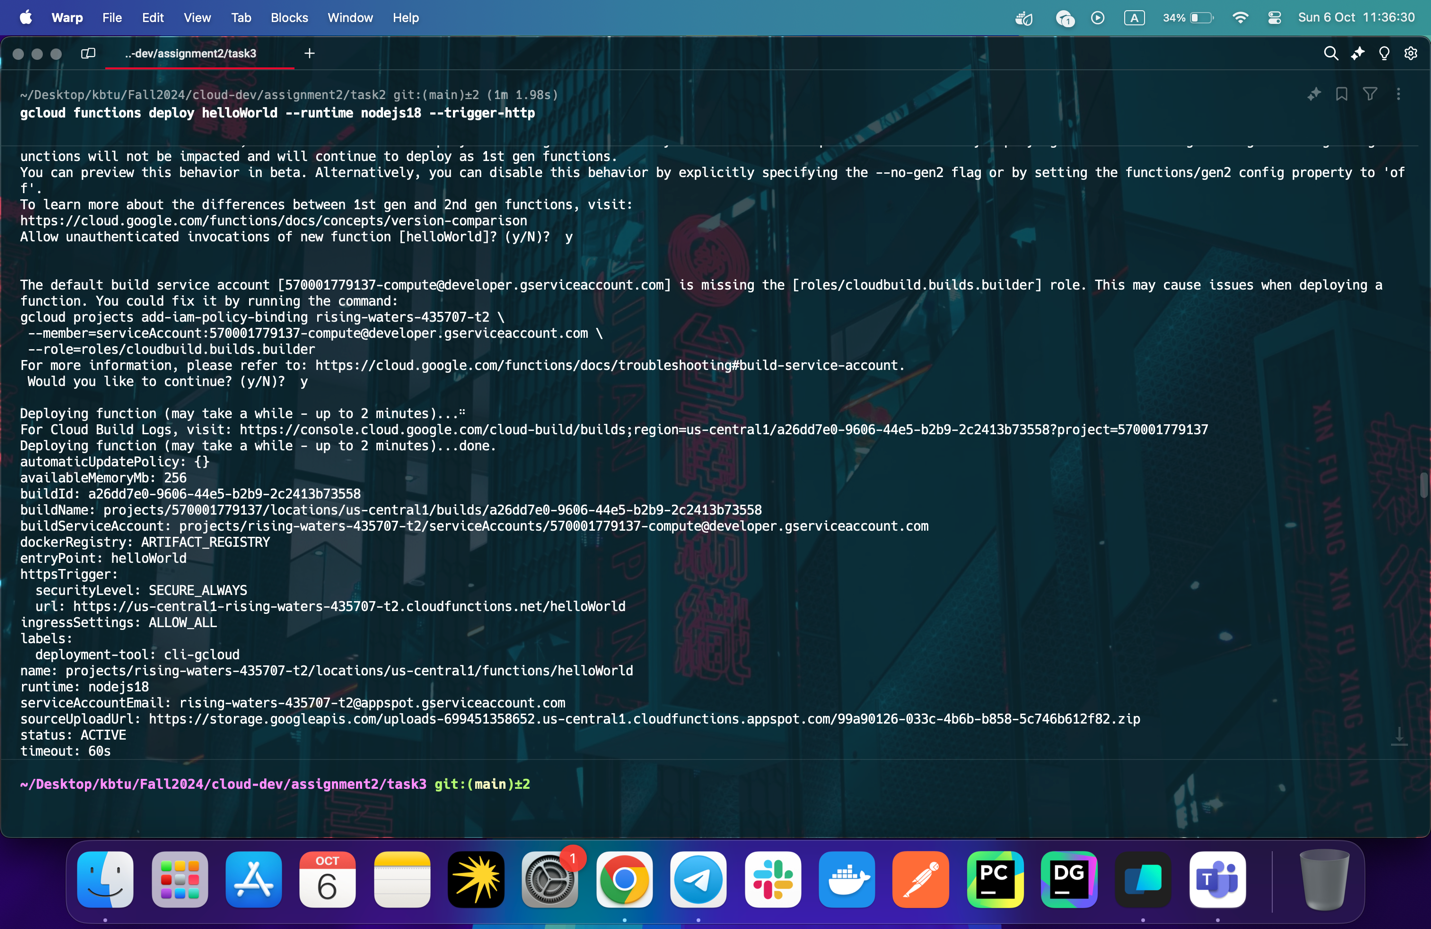 Warp File Edit View Tab Blocks Window Help 1 A 34% Sun 6 Oct 11:36:30
..-dev/assignment2/task3 +
~/Desktop/kbtu/Fall2024/cloud-dev/assignment2/task2 git:(main)±2 (1m 1.98s)
gcloud functions deploy helloWorld --runtime nodejs18 --trigger-http
unctions will not be impacted and will continue to deploy as 1st gen functions.
You can preview this behavior in beta. Alternatively, you can disable this behavior by explicitly specifying the --no-gen2 flag or by setting the functions/gen2 config property to 'of
f'.
To learn more about the differences between 1st gen and 2nd gen functions, visit:
https://cloud.google.com/functions/docs/concepts/version-comparison
Allow unauthenticated invocations of new function [helloWorld]? (y/N)?  y
The default build service account [570001779137-compute@developer.gserviceaccount.com] is missing the [roles/cloudbuild.builds.builder] role. This may cause issues when deploying a
function. You could fix it by running the command:
gcloud projects add-iam-policy-binding rising-waters-435707-t2 \
 --member=serviceAccount:570001779137-compute@developer.gserviceaccount.com \
 --role=roles/cloudbuild.builds.builder
For more information, please refer to: https://cloud.google.com/functions/docs/troubleshooting#build-service-account.
 Would you like to continue? (y/N)?  y
Deploying function (may take a while - up to 2 minutes)...⠛
For Cloud Build Logs, visit: https://console.cloud.google.com/cloud-build/builds;region=us-central1/a26dd7e0-9606-44e5-b2b9-2c2413b73558?project=570001779137
Deploying function (may take a while - up to 2 minutes)...done.
automaticUpdatePolicy: {}
availableMemoryMb: 256
buildId: a26dd7e0-9606-44e5-b2b9-2c2413b73558
buildName: projects/570001779137/locations/us-central1/builds/a26dd7e0-9606-44e5-b2b9-2c2413b73558
buildServiceAccount: projects/rising-waters-435707-t2/serviceAccounts/570001779137-compute@developer.gserviceaccount.com
dockerRegistry: ARTIFACT_REGISTRY
entryPoint: helloWorld
httpsTrigger:
  securityLevel: SECURE_ALWAYS
  url: https://us-central1-rising-waters-435707-t2.cloudfunctions.net/helloWorld
ingressSettings: ALLOW_ALL
labels:
  deployment-tool: cli-gcloud
name: projects/rising-waters-435707-t2/locations/us-central1/functions/helloWorld
runtime: nodejs18
serviceAccountEmail: rising-waters-435707-t2@appspot.gserviceaccount.com
sourceUploadUrl: https://storage.googleapis.com/uploads-699451358652.us-central1.cloudfunctions.appspot.com/99a90126-033c-4b6b-b858-5c746b612f82.zip
status: ACTIVE
timeout: 60s
~/Desktop/kbtu/Fall2024/cloud-dev/assignment2/task3 git:(main)±2
XIN FU XING XIN FU XING XIN FU
OCT
6
1
PC
DG
T